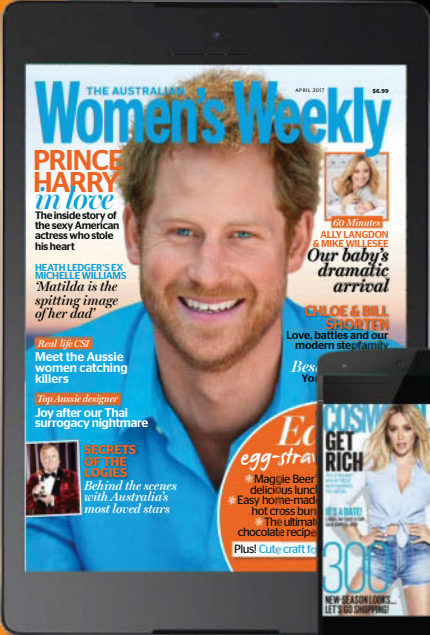 THE AUSTRALIAN
APRIL 2017
$6.99
Women's Weekly
PRINCE
HARRY
in love
The inside story of
the sexy American
actress who stole
his heart
HEATH LEDGER'S EX
MICHELLE WILLIAMS
'Matilda is the
spitting image
of her dad'
Real life CSI
Meet the Aussie
women catching
killers
Top Aussie designer
Joy after our Thai
surrogacy nightmare
SECRETS
OF THE
LOGIES
Behind the scenes
with Australia's
most loved stars
60 Minutes
ALLY LANGDON
& MIKE WILLESEE
Our baby's
dramatic
arrival
CHLOE & BILL
SHORTEN
Love, battles and our
modern stepfamily
Bes
Yo
Ea
egg-stra
*Maggie Beer
delicious lunc
*Easy home-mad
hot cross bun
*The ultimat
chocolate recipe
Plus! Cute craft fo
COSM
GET
RICH
IT'S A DATE!
300
NEW-SEASON LOOKS...
LET'S GO SHOPPING!